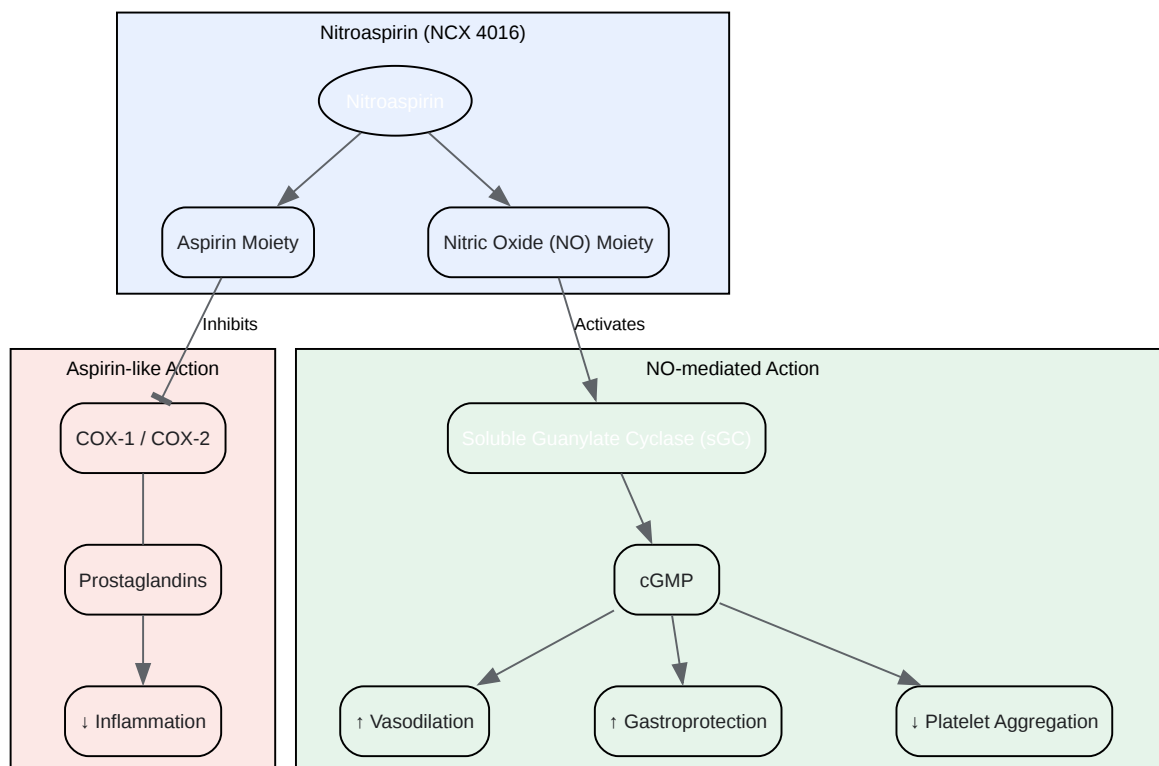 Nitroaspirin (NCX 4016)
Nitroaspirin
Aspirin Moiety
Nitric Oxide (NO) Moiety
Inhibits
Activates
Aspirin-like Action
NO-mediated Action
COX-1 / COX-2
Soluble Guanylate Cyclase (sGC)
Prostaglandins
cGMP
↓ Inflammation
↑ Vasodilation
↑ Gastroprotection
↓ Platelet Aggregation